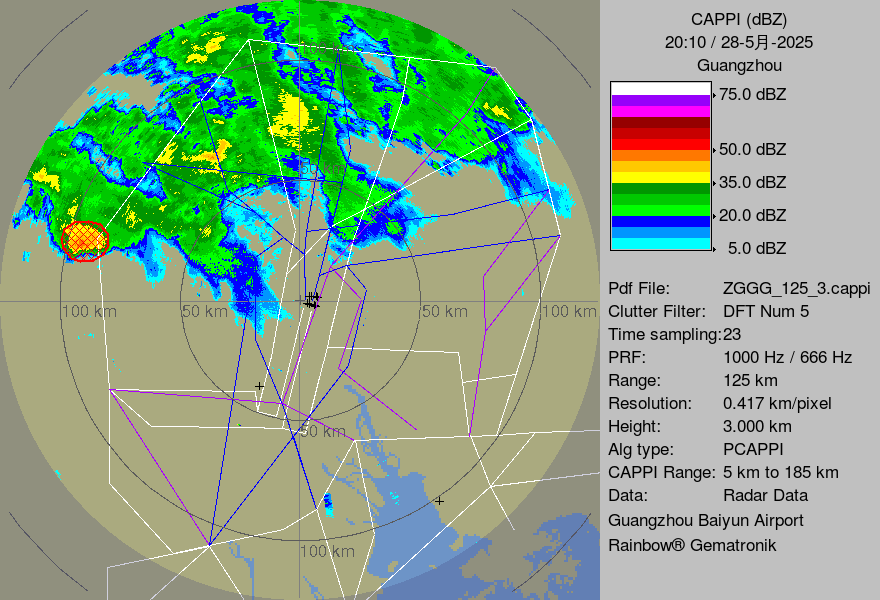 CAPPI (dBZ)
20:10 / 28-5月-2025
Guangzhou
75.0 dBZ
50.0 dBZ
35.0 dBZ
20.0 dBZ
5.0 dBZ
Pdf File: ZGGG_125_3.cappi
Clutter Filter: DFT Num 5
Time sampling:23
PRF: 1000 Hz / 666 Hz
Range: 125 km
Resolution: 0.417 km/pixel
Height: 3.000 km
Alg type: PCAPPI
CAPPI Range: 5 km to 185 km
Data: Radar Data
Guangzhou Baiyun Airport
Rainbow® Gematronik
100 km
50 km
50 km
100 km
50 km
100 km